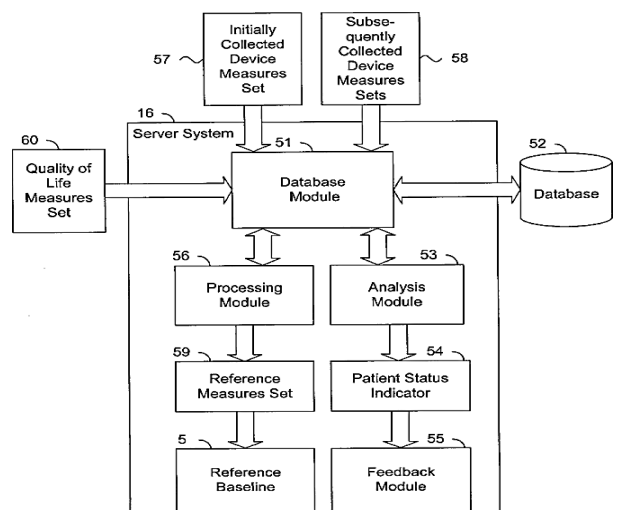 57
Initially
Collected
Device
Measures
Set
Subse-
quently
Collected
Device
Measures
Sets
58
16
Server System
60
Quality of
Life
Measures
Set
51
Database
Module
52
Database
56
Processing
Module
53
Analysis
Module
59
Reference
Measures Set
54
Patient Status
Indicator
5
Reference
Baseline
55
Feedback
Module